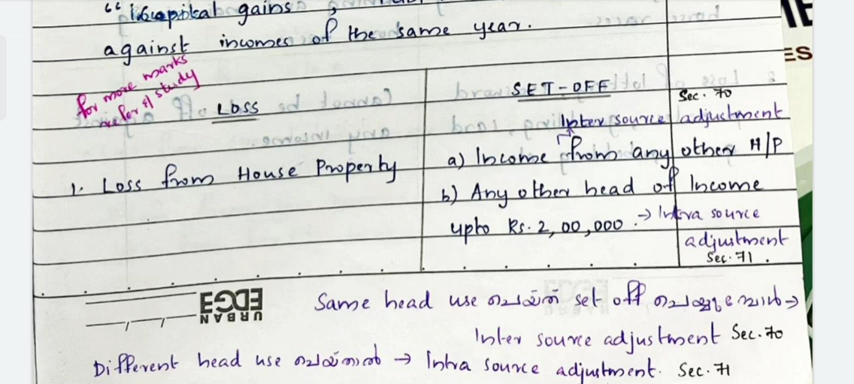 "capital gains",
against incomes of the same year.
for more marks
refer & study
LOSS
SET-OFF
Sec. 70
Inter source adjustment
1. Loss from House Property
a) Income from any other H/P
b) Any other head of Income
upto Rs. 2,00,000 → Intra source
adjustment
Sec. 71.
URBAN
EDGE
Same head use ചെയ്ത് set off ചെയ്യുമ്പോൾ →
Inter source adjustment Sec. 70
Different head use ചെയ്താൽ → Intra source adjustment. Sec. 71
ES